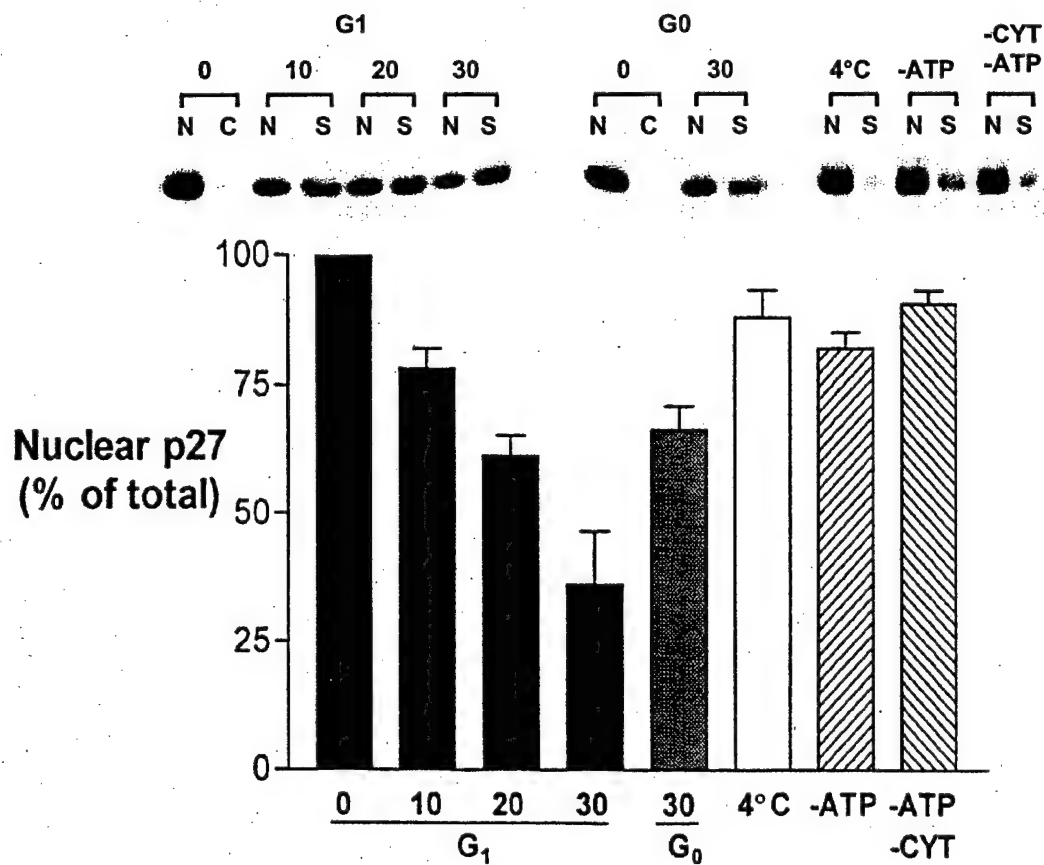 G1 G0 -CYT
0 10 20 30 0 30 4°C -ATP -ATP
N C N S N S N S N C N S N S N S N S
100
75
Nuclear p27
(% of total)
50
25
0
0 10 20 30 30 4°C -ATP -ATP
G1 G0 -CYT